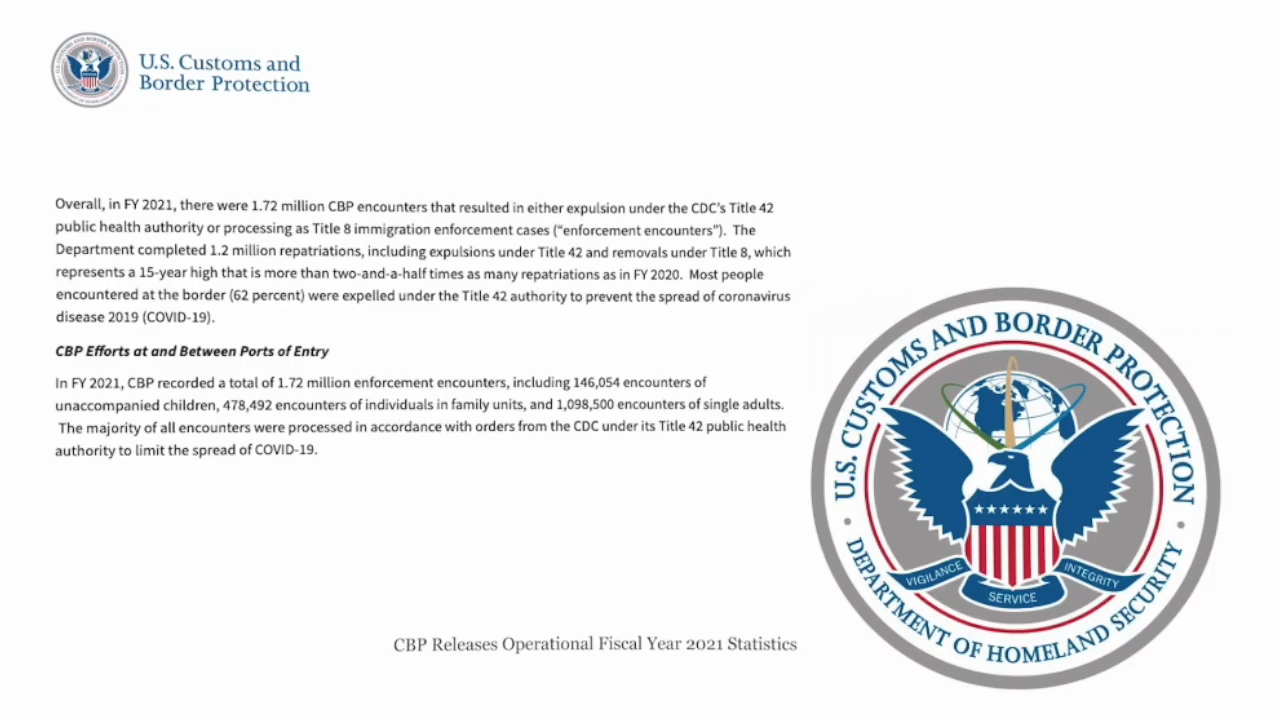 U.S. Customs and
Border Protection
Overall, in FY 2021, there were 1.72 million CBP encounters that resulted in either expulsion under the CDC's Title 42
public health authority or processing as Title 8 immigration enforcement cases (“enforcement encounters”).  The
Department completed 1.2 million repatriations, including expulsions under Title 42 and removals under Title 8, which
represents a 15-year high that is more than two-and-a-half times as many repatriations as in FY 2020.  Most people
encountered at the border (62 percent) were expelled under the Title 42 authority to prevent the spread of coronavirus
disease 2019 (COVID-19).
CBP Efforts at and Between Ports of Entry
In FY 2021, CBP recorded a total of 1.72 million enforcement encounters, including 146,054 encounters of
unaccompanied children, 478,492 encounters of individuals in family units, and 1,098,500 encounters of single adults.
The majority of all encounters were processed in accordance with orders from the CDC under its Title 42 public health
authority to limit the spread of COVID-19.
U.S. CUSTOMS AND BORDER PROTECTION
VIGILANCE
SERVICE
INTEGRITY
DEPARTMENT OF HOMELAND SECURITY
CBP Releases Operational Fiscal Year 2021 Statistics